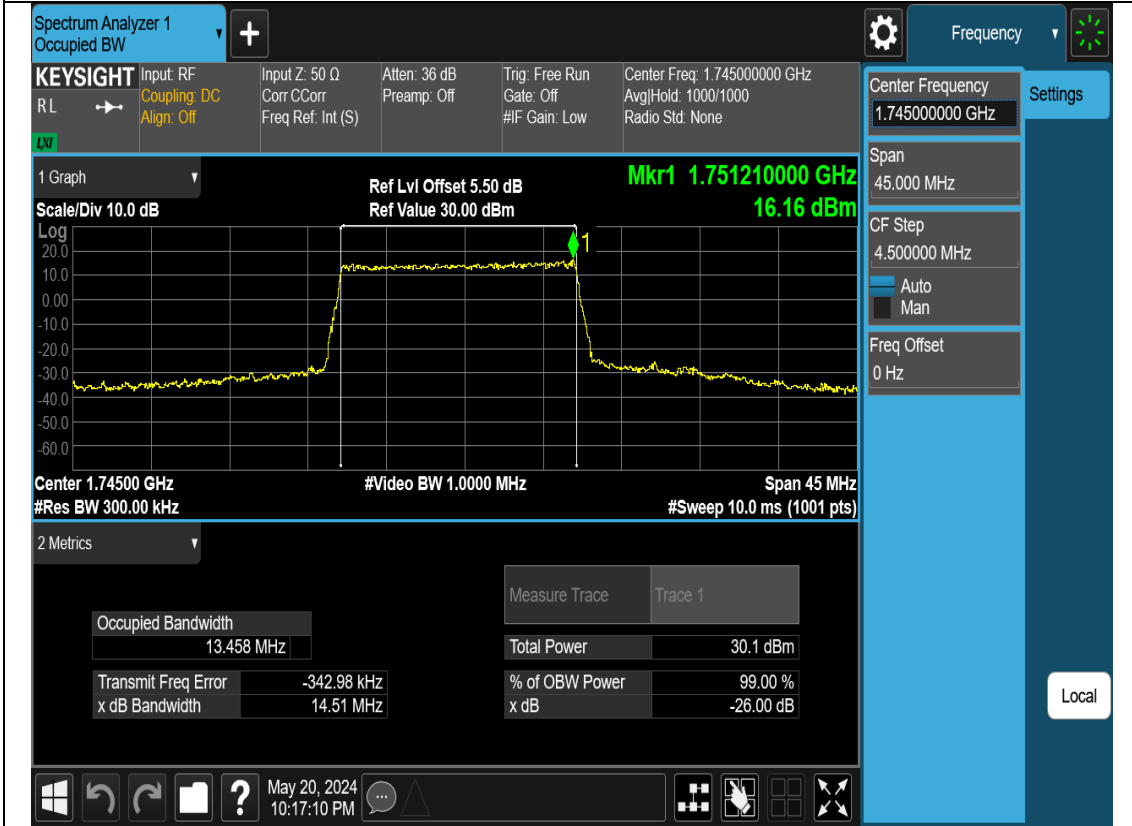 Spectrum Analyzer 1
Occupied BW
+
Frequency
KEYSIGHT Input: RF Input Z: 50 Ω Atten: 36 dB Trig: Free Run Center Freq: 1.745000000 GHz
R L Coupling: DC Corr CCorr Preamp: Off Gate: Off Avg|Hold: 1000/1000
Align: Off Freq Ref: Int (S) #IF Gain: Low Radio Std: None
LXI
Center Frequency
1.745000000 GHz
Settings
Span
45.000 MHz
CF Step
4.500000 MHz
Auto
Man
Freq Offset
0 Hz
Local
1 Graph
Ref Lvl Offset 5.50 dB
Mkr1 1.751210000 GHz
Scale/Div 10.0 dB
Ref Value 30.00 dBm
16.16 dBm
Log
1
20.0
10.0
0.00
-10.0
-20.0
-30.0
-40.0
-50.0
-60.0
Center 1.74500 GHz #Video BW 1.0000 MHz Span 45 MHz
#Res BW 300.00 kHz #Sweep 10.0 ms (1001 pts)
2 Metrics
Measure Trace Trace 1
Occupied Bandwidth
13.458 MHz
Total Power 30.1 dBm
Transmit Freq Error -342.98 kHz % of OBW Power 99.00 %
x dB Bandwidth 14.51 MHz x dB -26.00 dB
?
May 20, 2024
10:17:10 PM